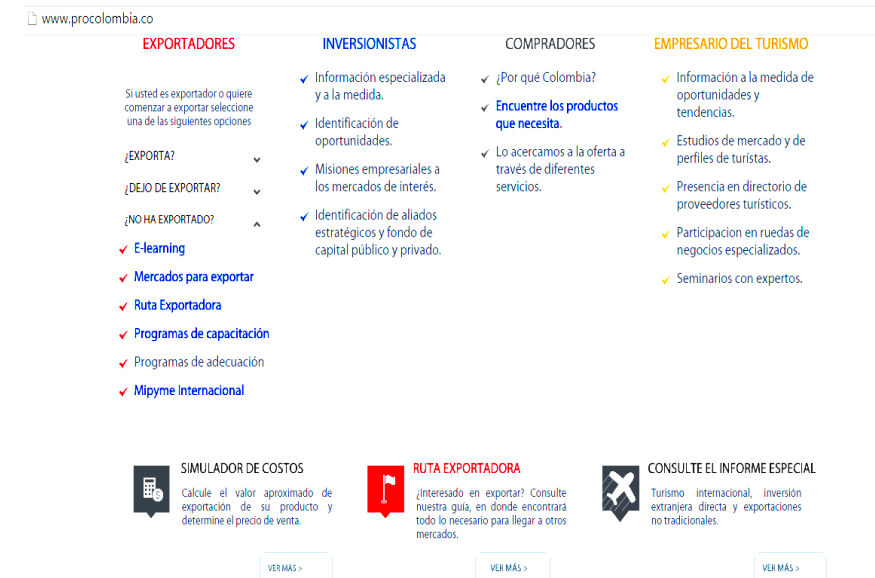 www.procolombia.co
EXPORTADORES
Si usted es exportador o quiere
comenzar a exportar seleccione
una de las siguientes opciones
¿EXPORTA?
¿DEJO DE EXPORTAR?
¿NO HA EXPORTADO?
E-learning
Mercados para exportar
Ruta Exportadora
Programas de capacitación
Programas de adecuación
Mipyme Internacional
INVERSIONISTAS
Información especializada
y a la medida.
Identificación de
oportunidades.
Misiones empresariales a
los mercados de interés.
Identificación de aliados
estratégicos y fondo de
capital público y privado.
COMPRADORES
¿Por qué Colombia?
Encuentre los productos
que necesita.
Lo acercamos a la oferta a
través de diferentes
servicios.
EMPRESARIO DEL TURISMO
Información a la medida de
oportunidades y
tendencias.
Estudios de mercado y de
perfiles de turístas.
Presencia en directorio de
proveedores turísticos.
Participacion en ruedas de
negocios especializados.
Seminarios con expertos.
SIMULADOR DE COSTOS
Calcule el valor aproximado de
exportación de su producto y
determine el precio de venta.
VER MÁS >
RUTA EXPORTADORA
¿Interesado en exportar? Consulte
nuestra guía, en donde encontrará
todo lo necesario para llegar a otros
mercados.
VER MÁS >
CONSULTE EL INFORME ESPECIAL
Turismo internacional, inversión
extranjera directa y exportaciones
no tradicionales.
VER MÁS >